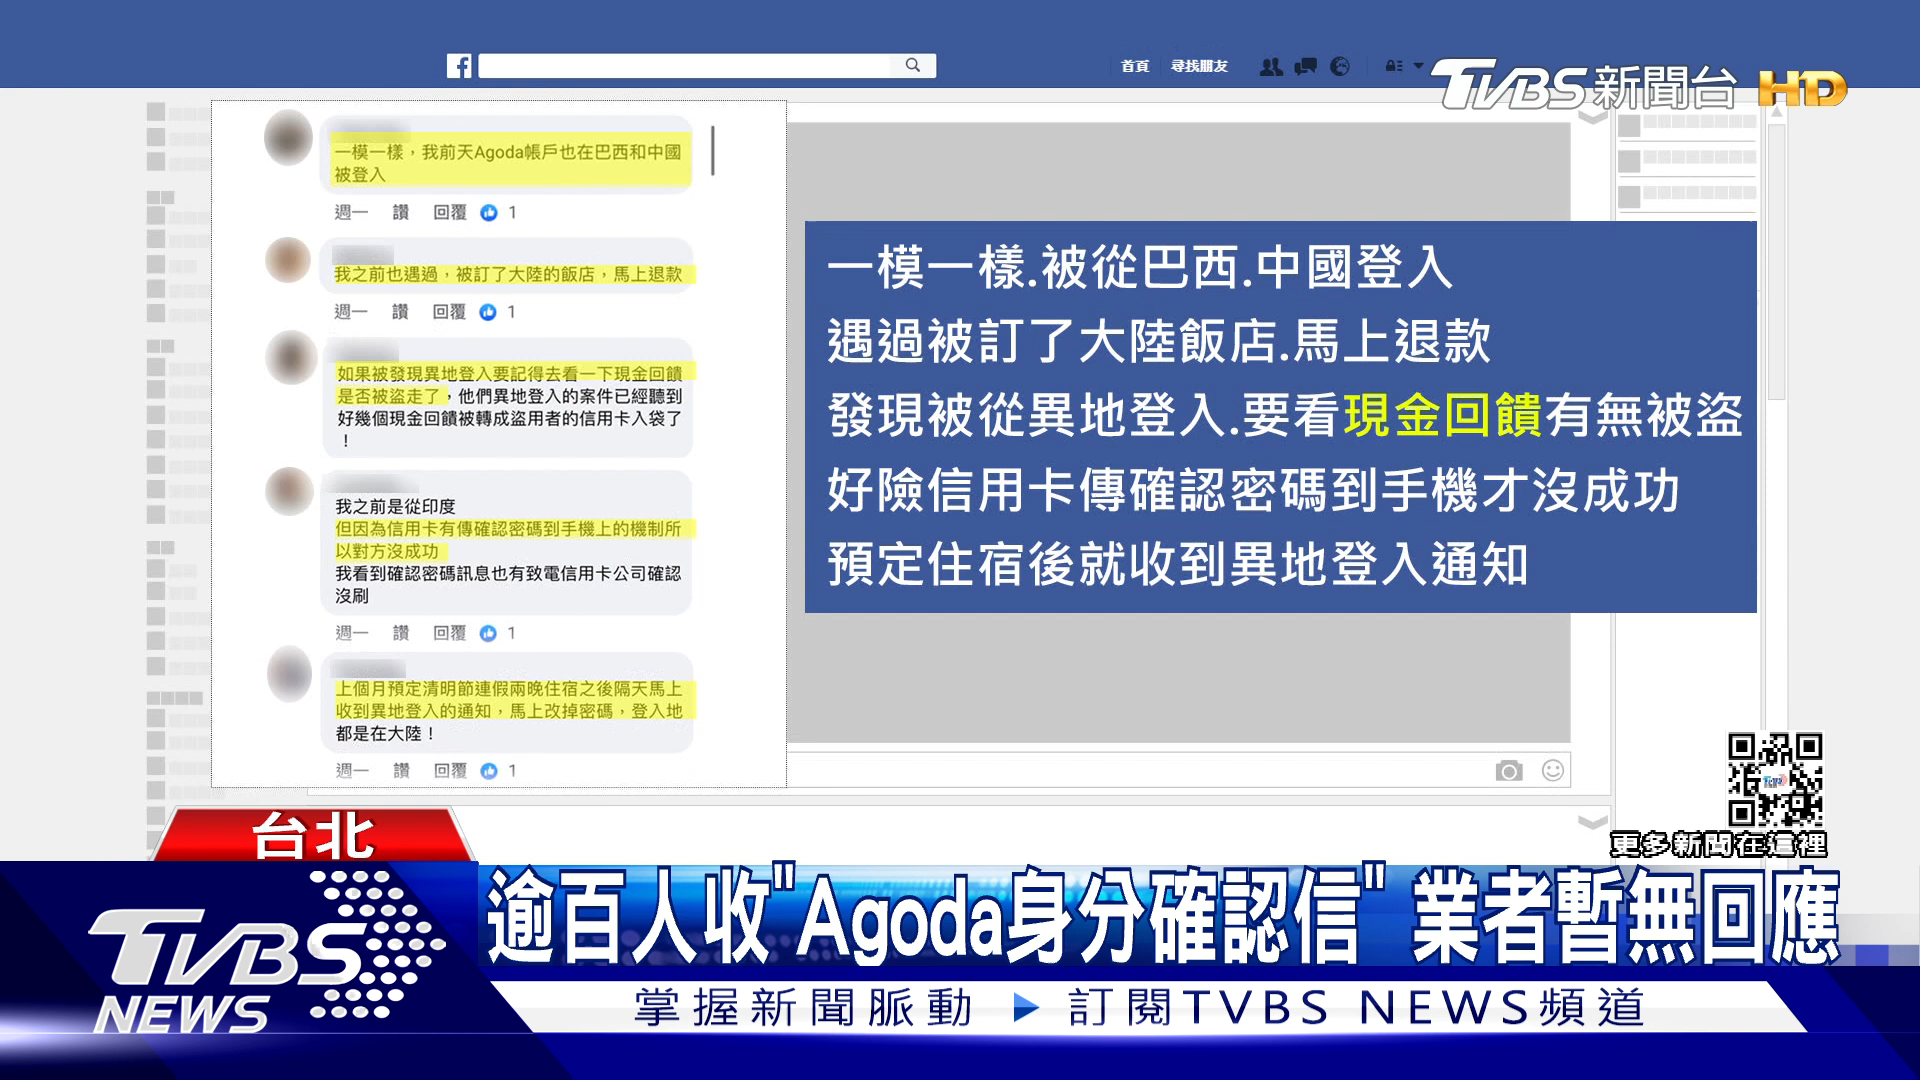 f
首頁 尋找朋友
TVBS新聞台 HD
一模一樣，我前天Agoda帳戶也在巴西和中國
被登入
週一 讚 回覆 1
我之前也遇過，被訂了大陸的飯店，馬上退款
週一 讚 回覆 1
如果被發現異地登入要記得去看一下現金回饋
是否被盜走了，他們異地登入的案件已經聽到
好幾個現金回饋被轉成盜用者的信用卡入袋了
！
我之前是從印度
但因為信用卡有傳確認密碼到手機上的機制所
以對方沒成功
我看到確認密碼訊息也有致電信用卡公司確認
沒刷
週一 讚 回覆 1
上個月預定清明節連假兩晚住宿之後隔天馬上
收到異地登入的通知，馬上改掉密碼，登入地
都是在大陸！
週一 讚 回覆 1
一模一樣.被從巴西.中國登入
遇過被訂了大陸飯店.馬上退款
發現被從異地登入.要看現金回饋有無被盜
好險信用卡傳確認密碼到手機才沒成功
預定住宿後就收到異地登入通知
更多新聞在這裡
台北
逾百人收"Agoda身分確認信" 業者暫無回應
TVBS
NEWS
掌握新聞脈動 ▶ 訂閱TVBS NEWS頻道